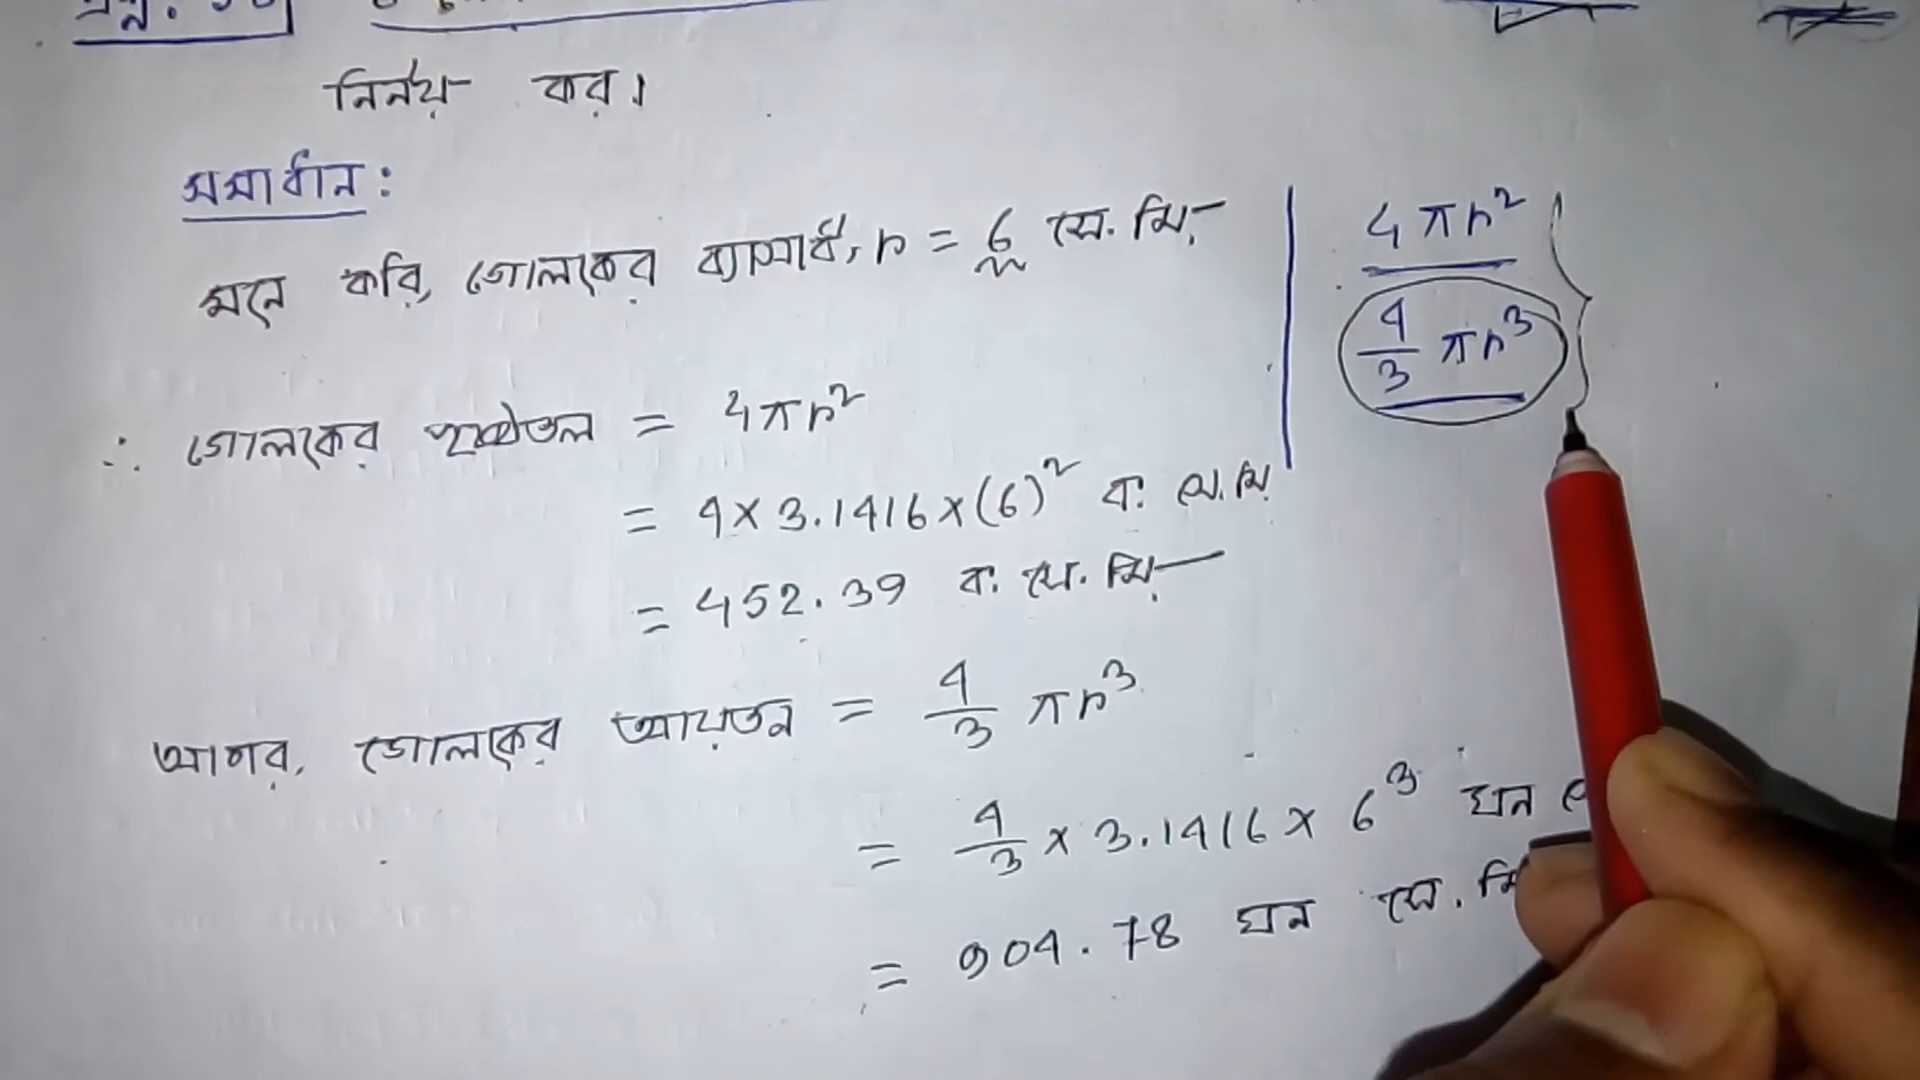 নির্নয় কর।
সমাধান:
মনে করি, গোলকের ব্যাসার্ধ, r = 6 সে. মি.
4πr²
4/3 πr³
∴ গোলকের পৃষ্ঠতল = 4πr²
= 4 × 3.1416 × (6)² ব. সে. মি.
= 452.39 ব. সে. মি.
আবার, গোলকের আয়তন = 4/3 πr³
= 4/3 × 3.1416 × 6³ ঘন
= 904.78 ঘন সে. মি